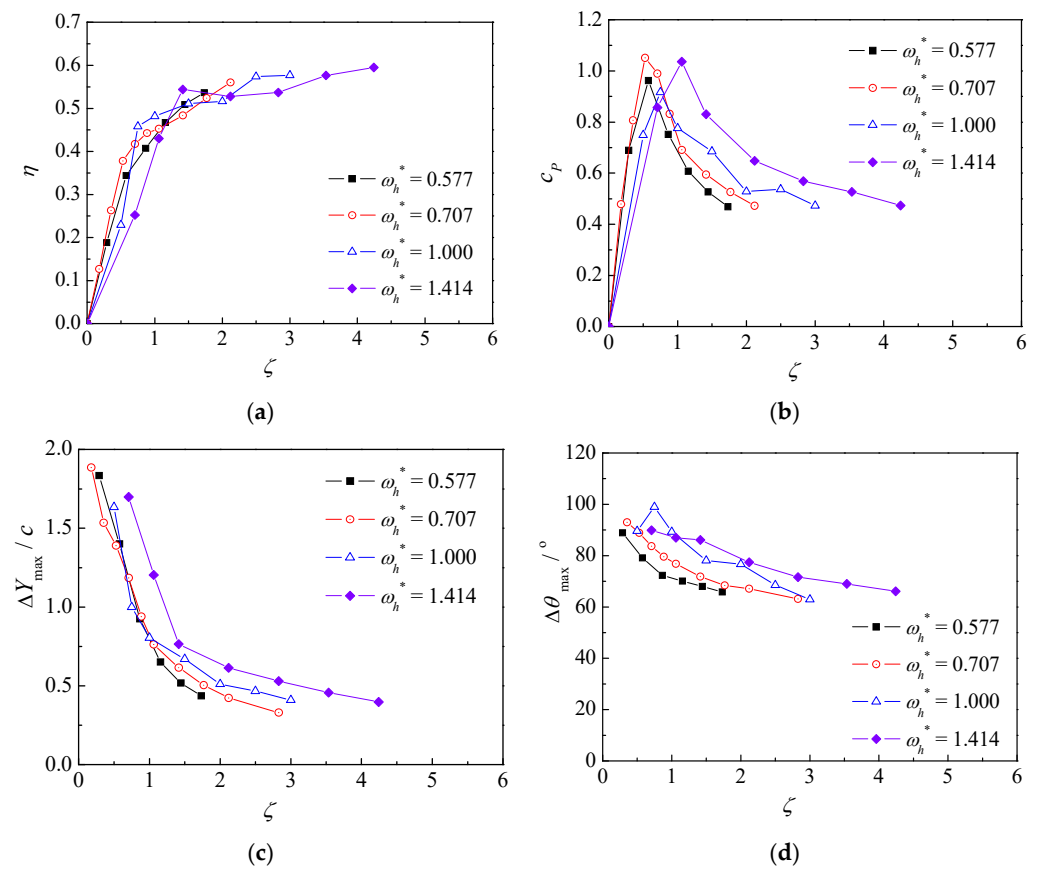 0.7
0.6
0.5
0.4
0.3
0.2
0.1
0.0
η
0 1 2 3 4 5 6
ζ
ω_h^* = 0.577
ω_h^* = 0.707
ω_h^* = 1.000
ω_h^* = 1.414
(a)
1.2
1.0
0.8
0.6
0.4
0.2
0.0
c_P
0 1 2 3 4 5 6
ζ
ω_h^* = 0.577
ω_h^* = 0.707
ω_h^* = 1.000
ω_h^* = 1.414
(b)
2.0
1.5
1.0
0.5
0.0
ΔY_max / c
0 1 2 3 4 5 6
ζ
ω_h^* = 0.577
ω_h^* = 0.707
ω_h^* = 1.000
ω_h^* = 1.414
(c)
120
100
80
60
40
20
0
Δθ_max / °
0 1 2 3 4 5 6
ζ
ω_h^* = 0.577
ω_h^* = 0.707
ω_h^* = 1.000
ω_h^* = 1.414
(d)